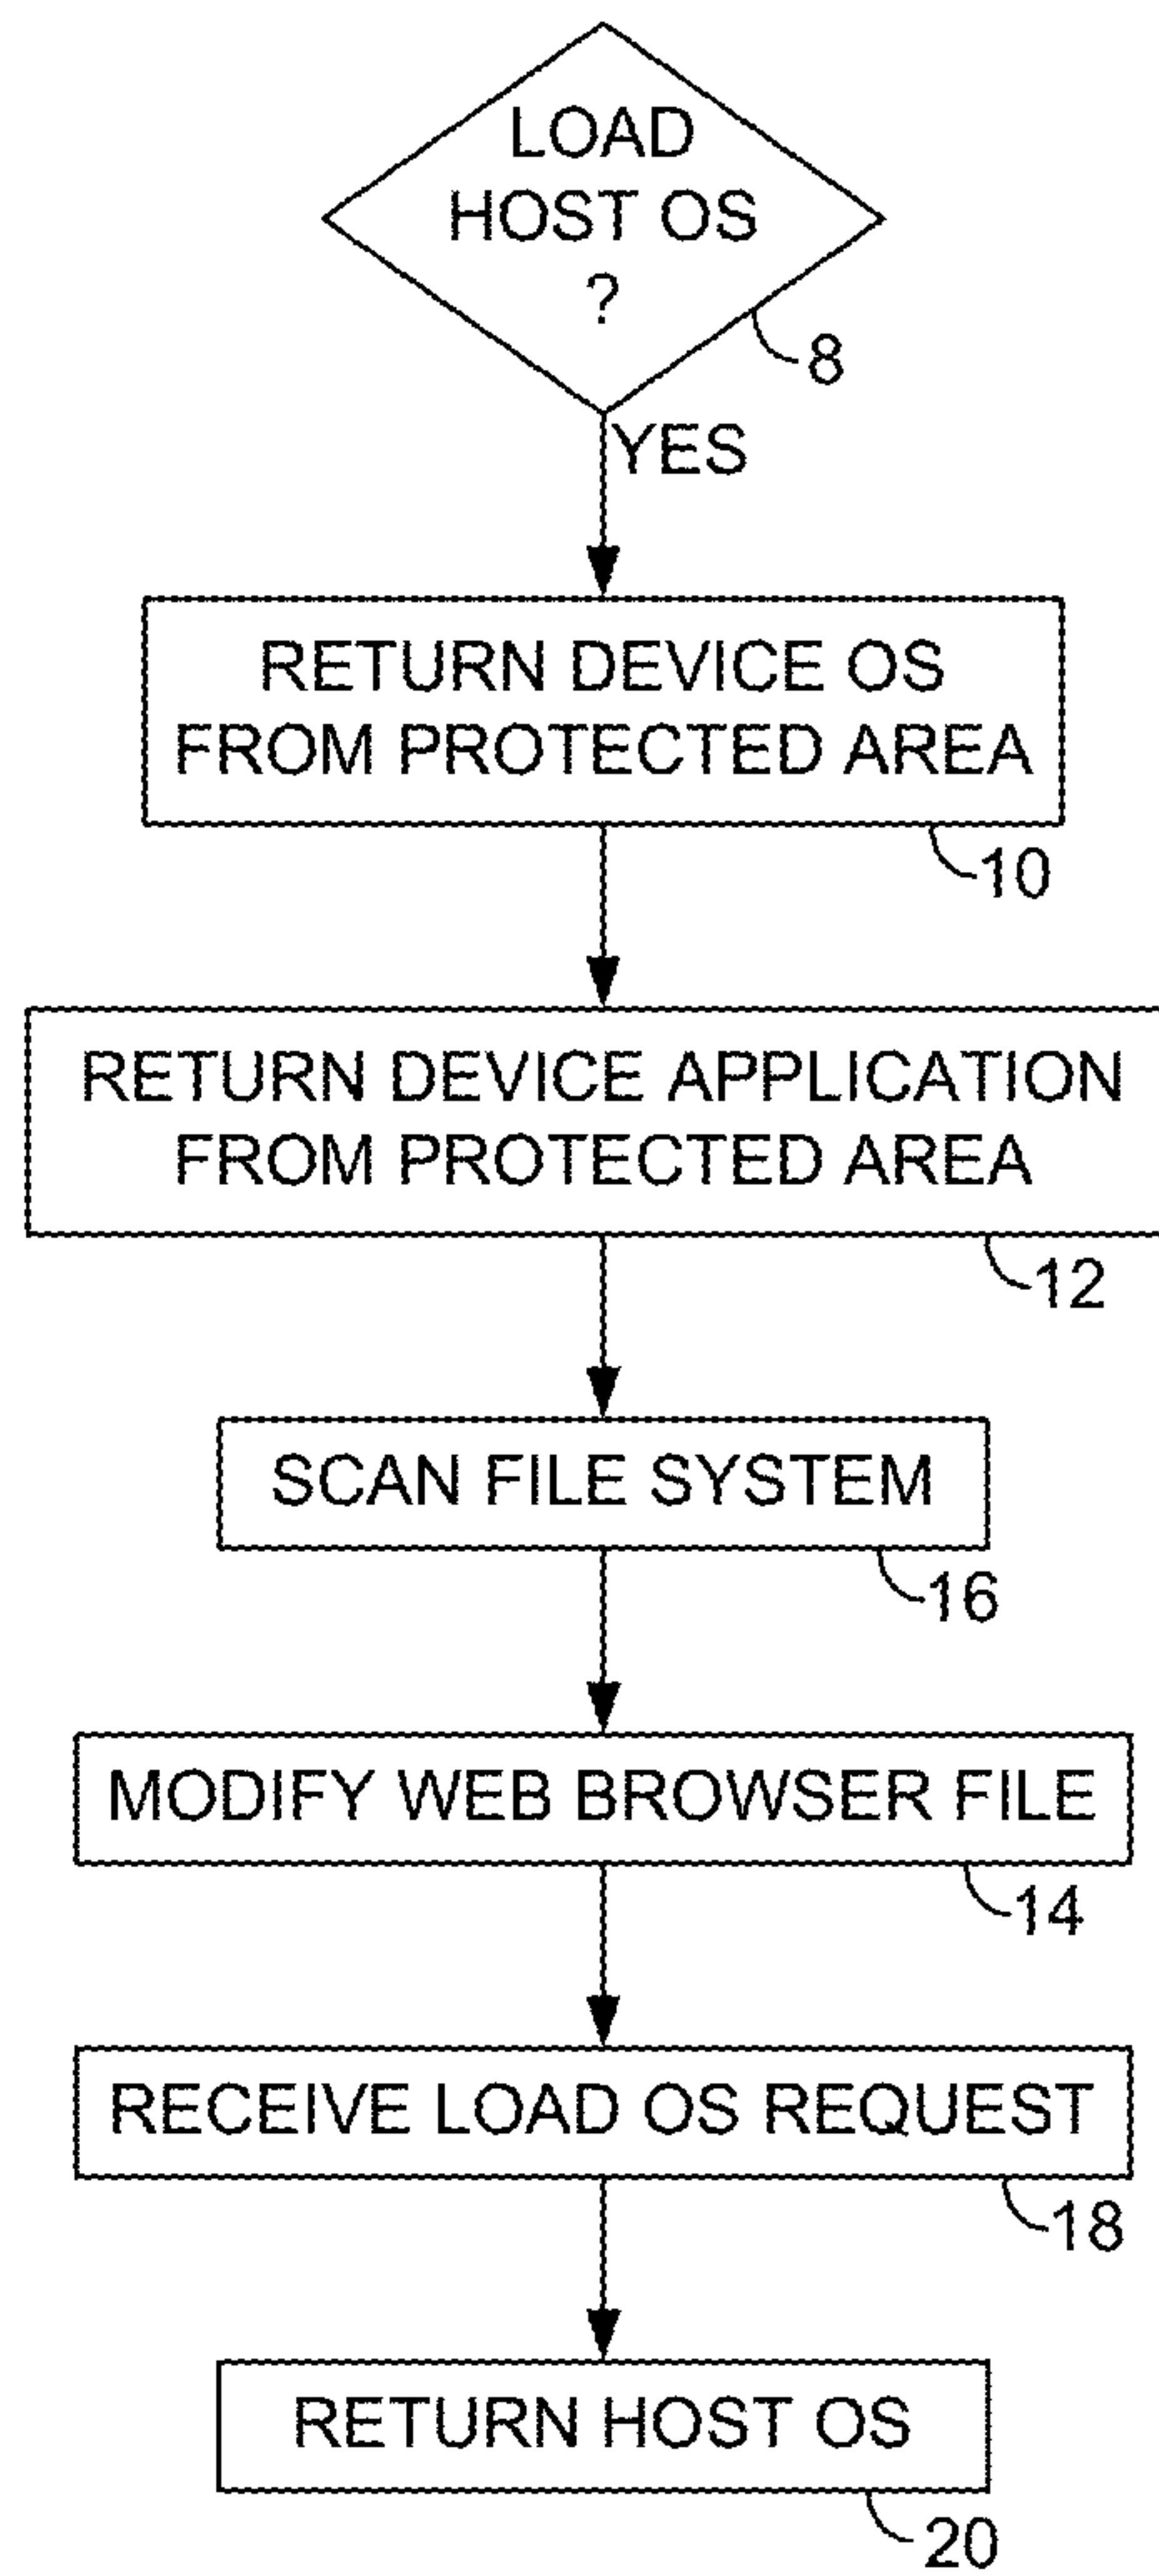 LOAD
HOST OS
?
8
YES
RETURN DEVICE OS
FROM PROTECTED AREA
10
RETURN DEVICE APPLICATION
FROM PROTECTED AREA
12
SCAN FILE SYSTEM
16
MODIFY WEB BROWSER FILE
14
RECEIVE LOAD OS REQUEST
18
RETURN HOST OS
20